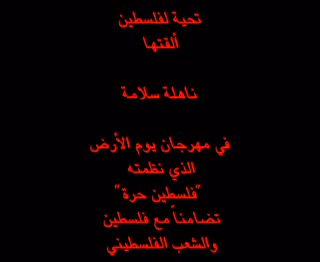 تحية لفلسطين
ألقتها
ناهلة سلامة
في مهرجان يوم الأرض
الذي نظمته
"فلسطين حرة"
تضامناً مع فلسطين
والشعب الفلسطيني